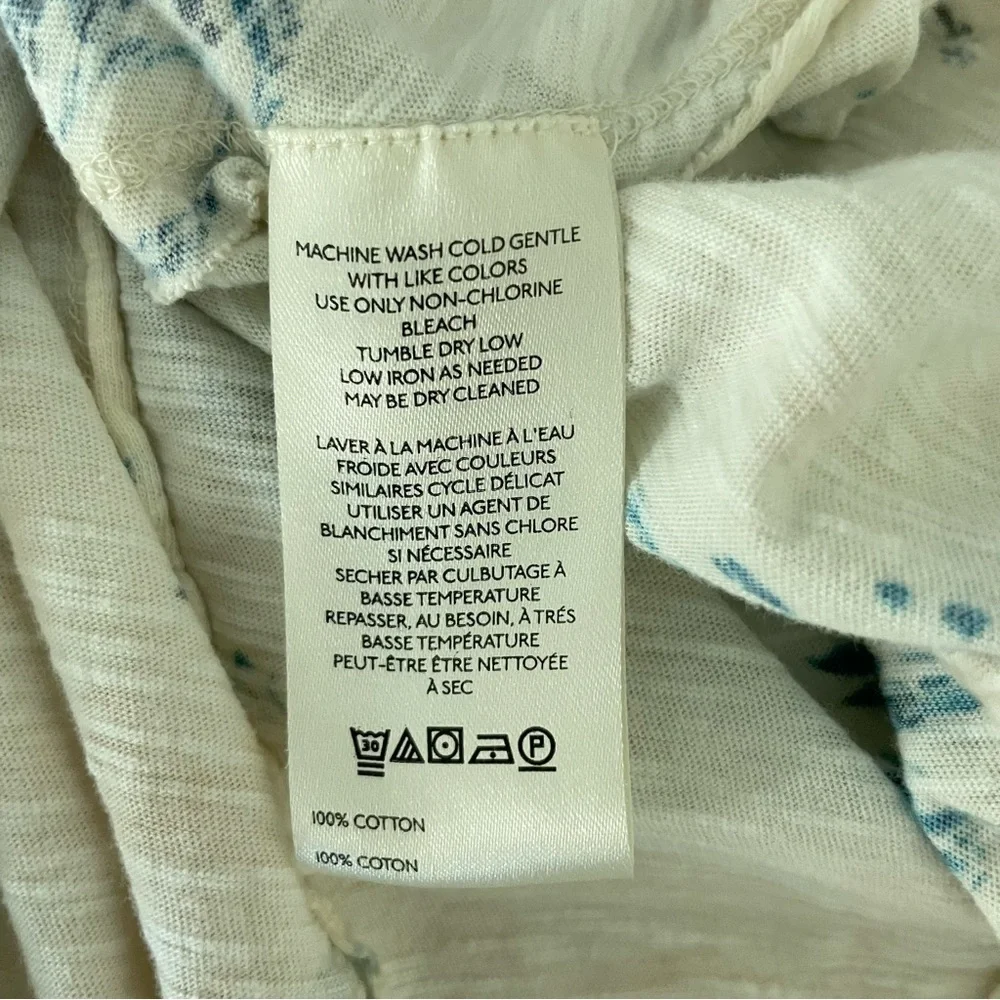 MACHINE WASH COLD GENTLE
WITH LIKE COLORS
USE ONLY NON-CHLORINE
BLEACH
TUMBLE DRY LOW
LOW IRON AS NEEDED
MAY BE DRY CLEANED
LAVER À LA MACHINE À L'EAU
FROIDE AVEC COULEURS
SIMILAIRES CYCLE DÉLICAT
UTILISER UN AGENT DE
BLANCHIMENT SANS CHLORE
SI NÉCESSAIRE
SECHER PAR CULBUTAGE À
BASSE TEMPERATURE
REPASSER, AU BESOIN, À TRÉS
BASSE TEMPÉRATURE
PEUT-ÊTRE ÊTRE NETTOYÉE
À SEC
30 P
100% COTTON
100% COTON